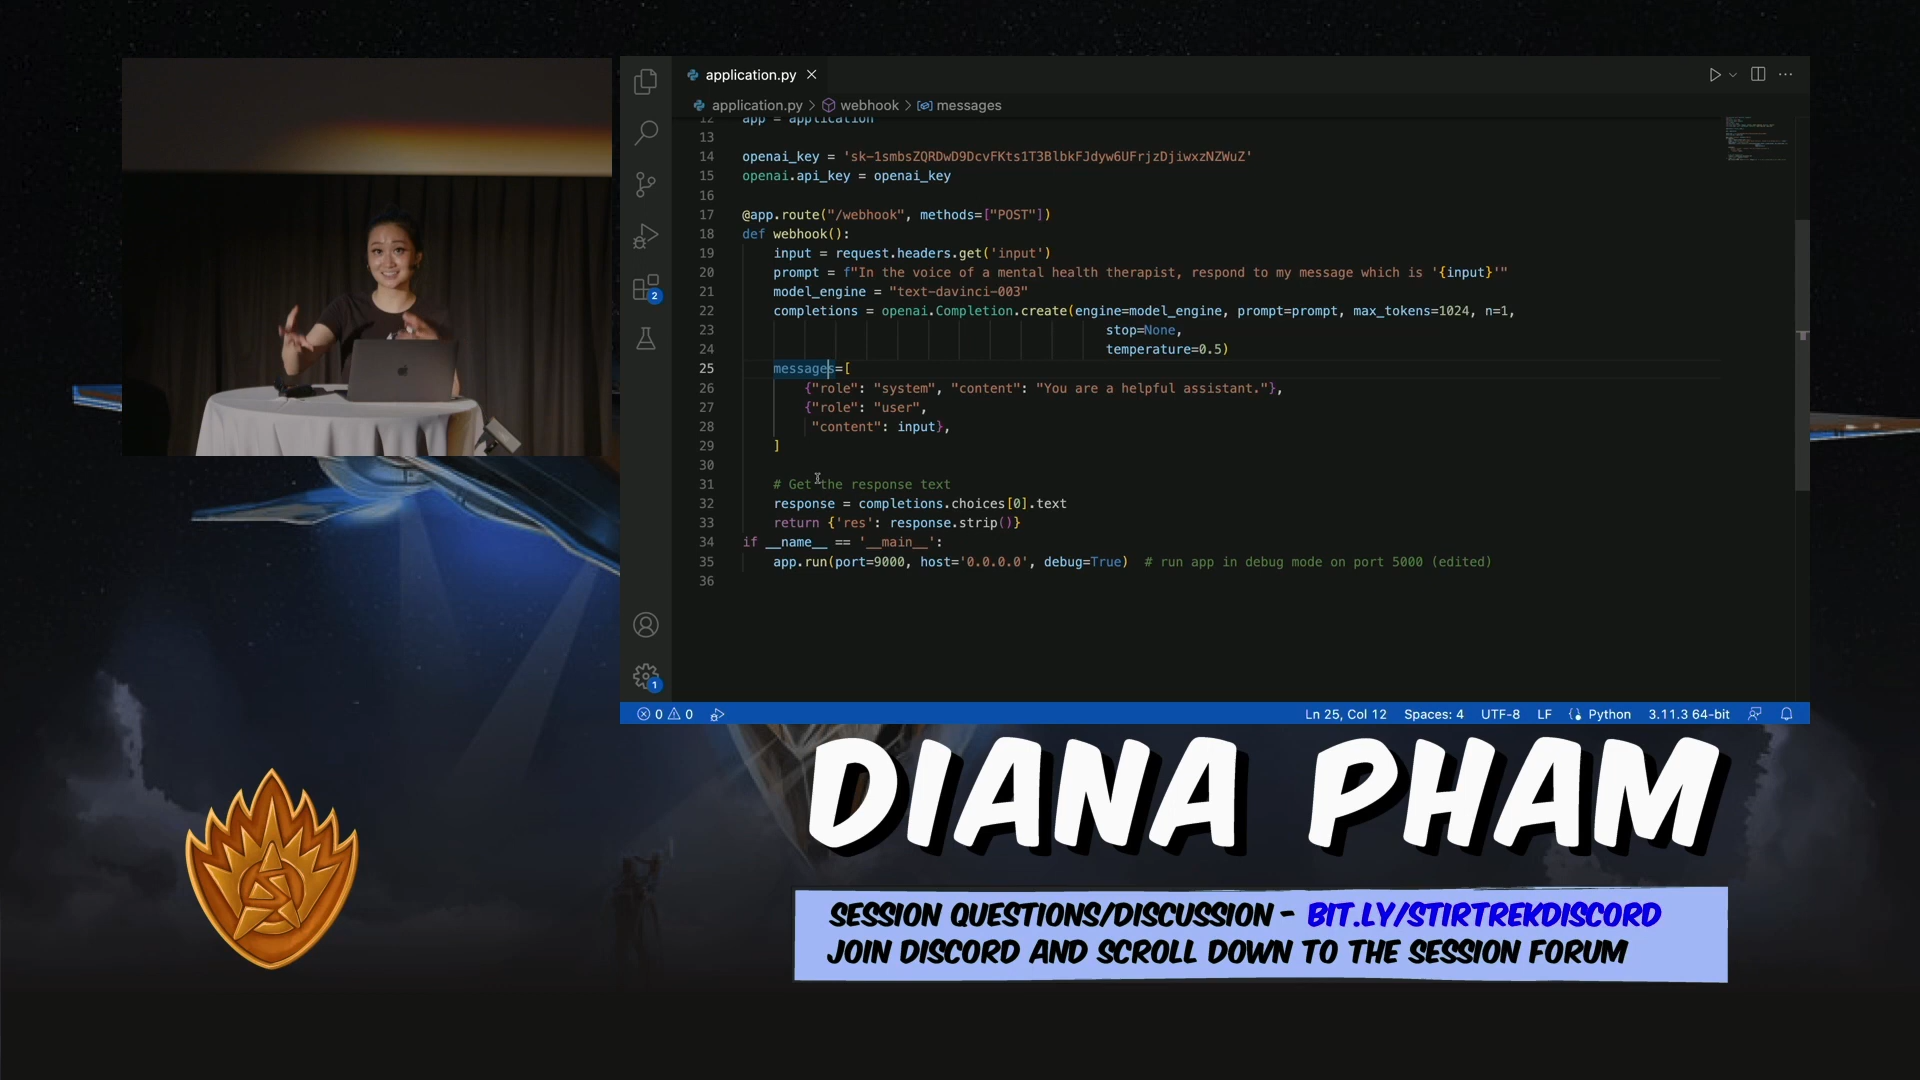 application.py
application.py > webhook > messages
12 app = application
13
14 openai_key = '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'
15 openai.api_key = openai_key
16
17 @app.route("/webhook", methods=["POST"])
18 def webhook():
19 input = request.headers.get('input')
20 prompt = f"In the voice of a mental health therapist, respond to my message which is '{input}'"
21 model_engine = "text-davinci-003"
22 completions = openai.Completion.create(engine=model_engine, prompt=prompt, max_tokens=1024, n=1,
23 stop=None,
24 temperature=0.5)
25 messages=[
26 {"role": "system", "content": "You are a helpful assistant."},
27 {"role": "user",
28 "content": input},
29 ]
30
31 # Get the response text
32 response = completions.choices[0].text
33 return {'res': response.strip()}
34 if __name__ == '__main__':
35 app.run(port=9000, host='0.0.0.0', debug=True) # run app in debug mode on port 5000 (edited)
36
2
1
0 0 Ln 25, Col 12 Spaces: 4 UTF-8 LF Python 3.11.3 64-bit
DIANA PHAM
SESSION QUESTIONS/DISCUSSION - BIT.LY/STIRTREKDISCORD
JOIN DISCORD AND SCROLL DOWN TO THE SESSION FORUM